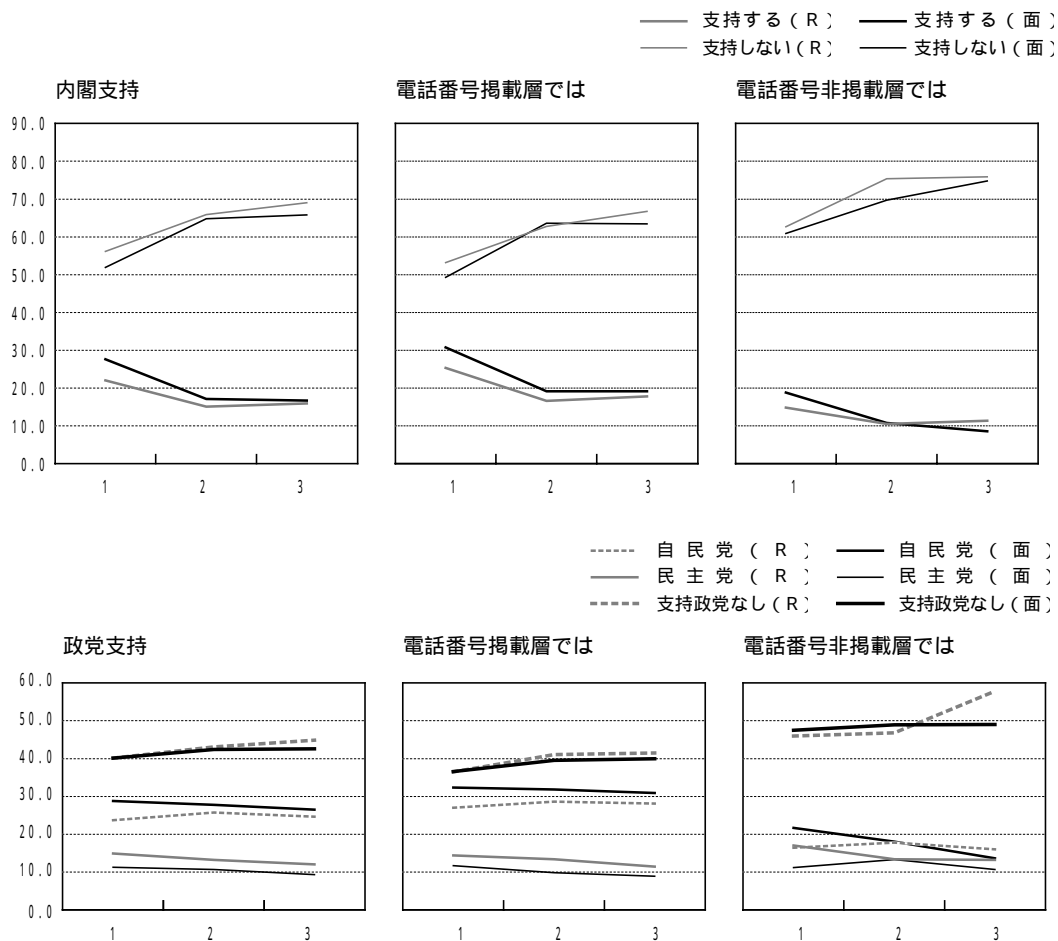 支持する(R) 支持する(面)
支持しない(R) 支持しない(面)
内閣支持 電話番号掲載層では 電話番号非掲載層では
90.0
80.0
70.0
60.0
50.0
40.0
30.0
20.0
10.0
0.0
1 2 3 1 2 3 1 2 3
自民党(R) 自民党(面)
民主党(R) 民主党(面)
支持政党なし(R) 支持政党なし(面)
政党支持 電話番号掲載層では 電話番号非掲載層では
60.0
50.0
40.0
30.0
20.0
10.0
0.0
1 2 3 1 2 3 1 2 3